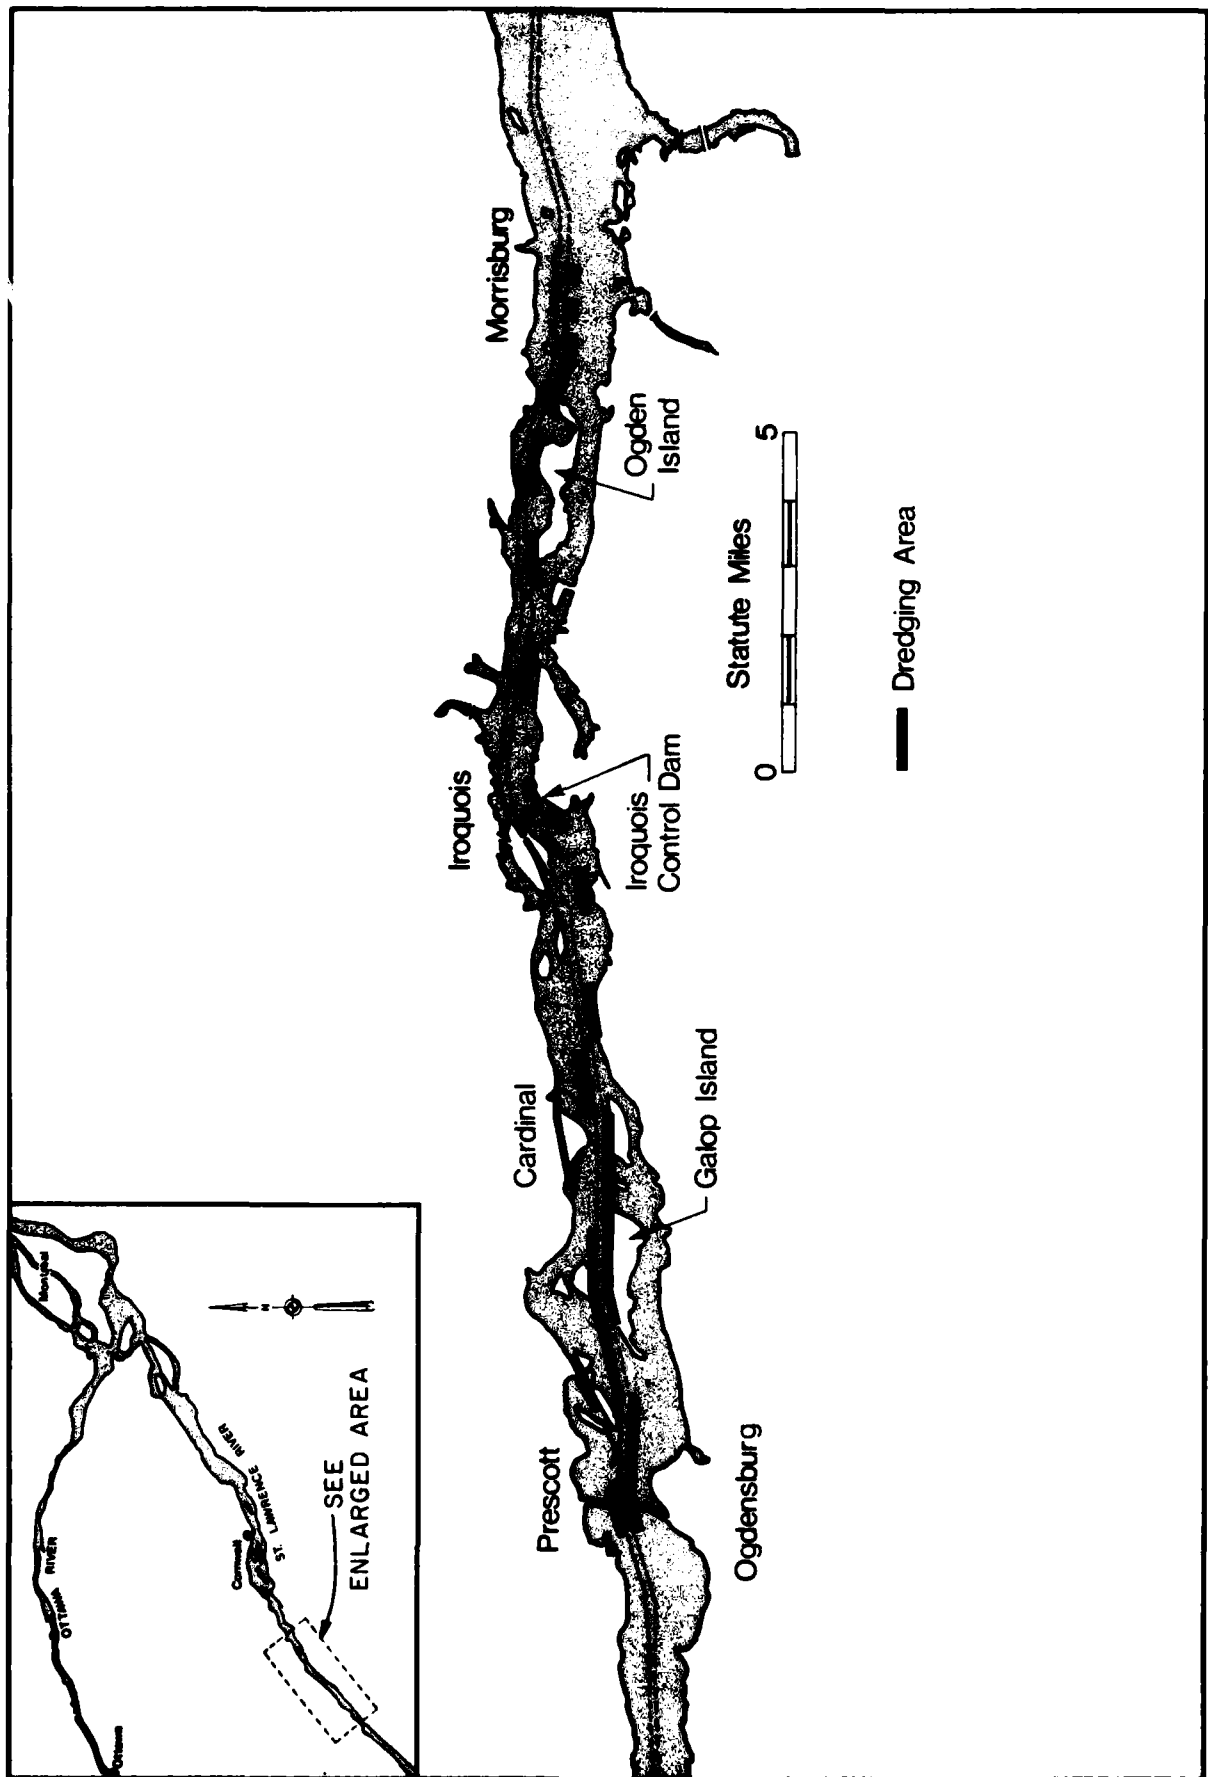 Montreal
OTTAWA RIVER
Ottawa
Cornwall
ST. LAWRENCE RIVER
N
SEE
ENLARGED AREA
Prescott
Cardinal
Iroquois
Morrisburg
Ogdensburg
Galop Island
Iroquois
Control Dam
Ogden
Island
Statute Miles
0
5
Dredging Area